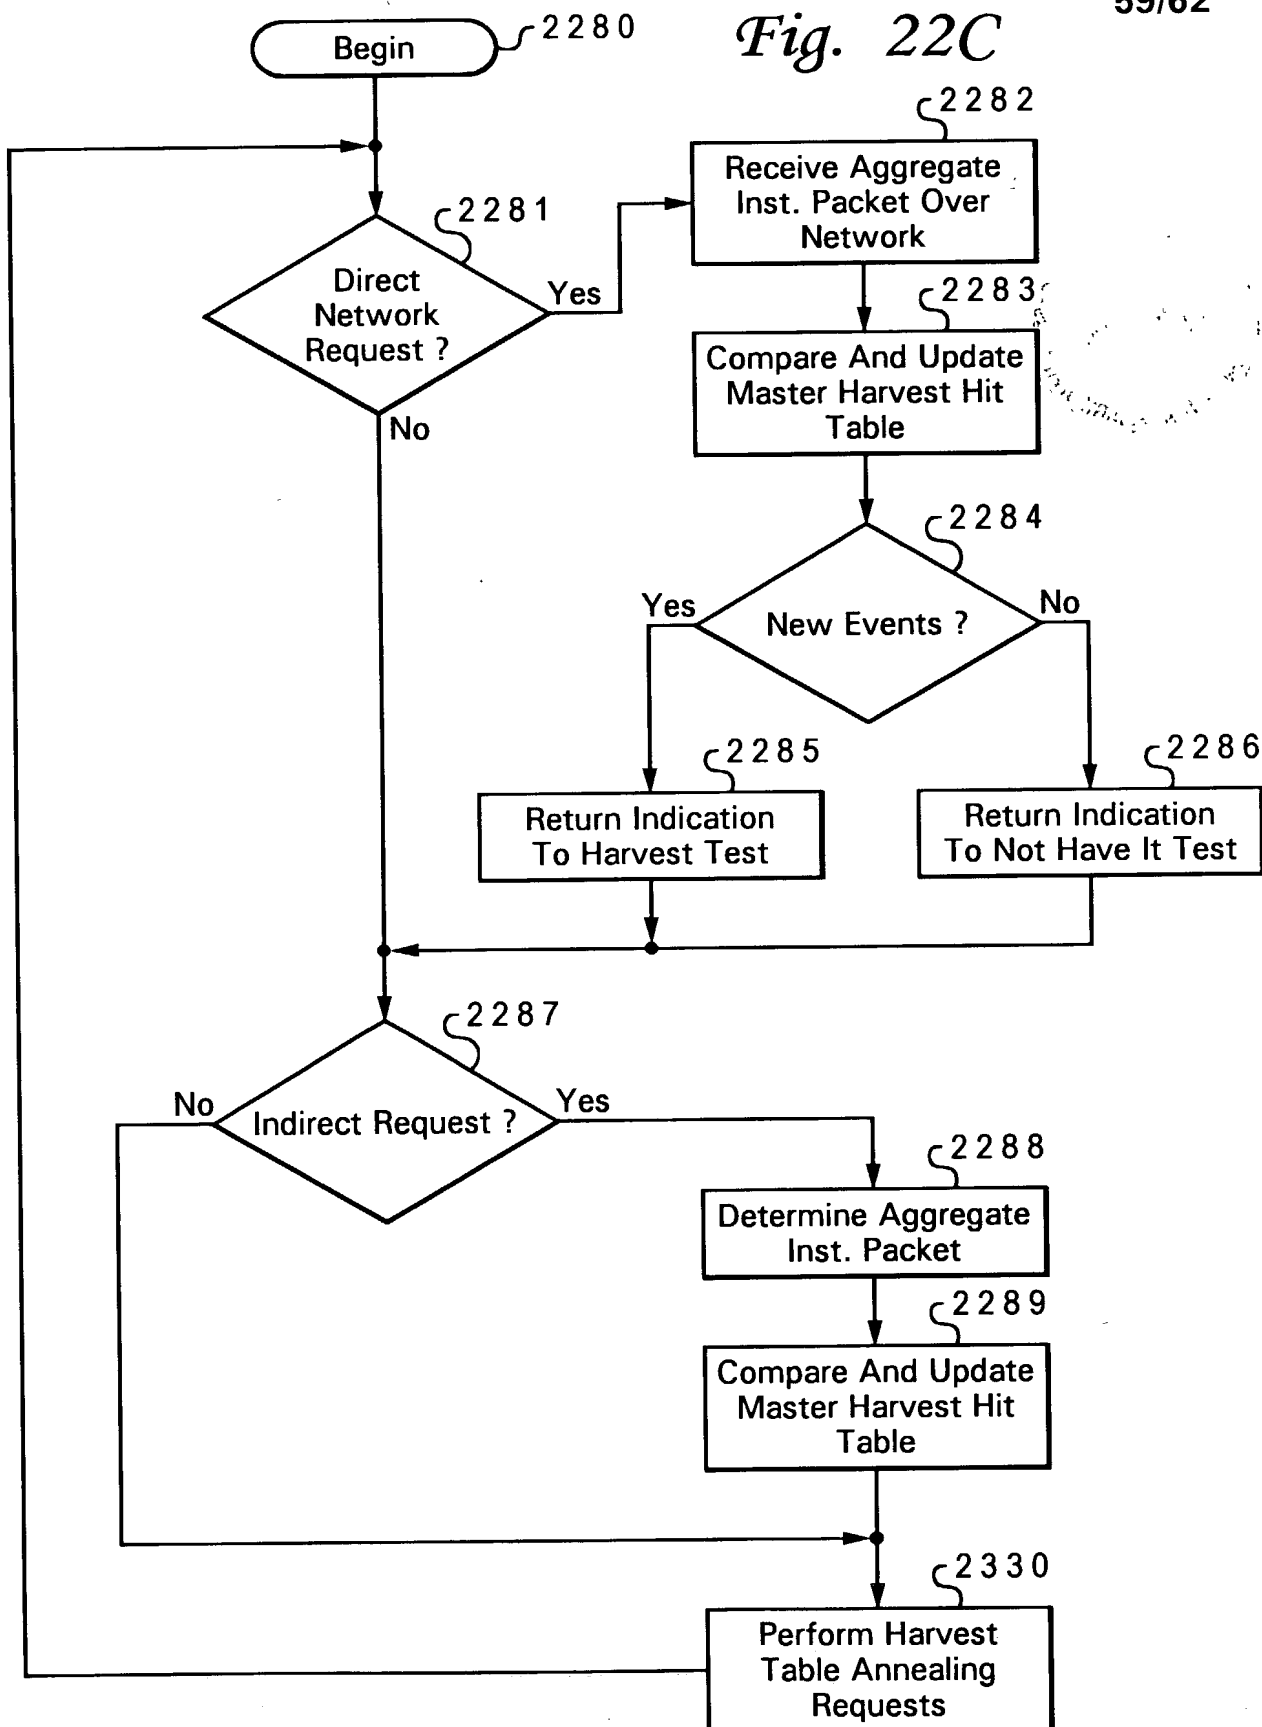 59/62
Fig. 22C
Begin
2280
2281
Direct
Network
Request ?
Yes
No
2282
Receive Aggregate
Inst. Packet Over
Network
2283
Compare And Update
Master Harvest Hit
Table
2284
New Events ?
Yes
No
2285
Return Indication
To Harvest Test
2286
Return Indication
To Not Have It Test
2287
Indirect Request ?
No
Yes
2288
Determine Aggregate
Inst. Packet
2289
Compare And Update
Master Harvest Hit
Table
2330
Perform Harvest
Table Annealing
Requests